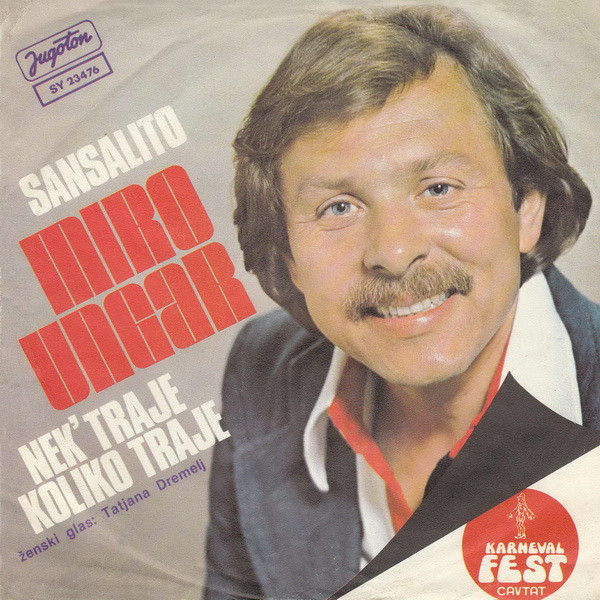 Jugoton
SY 23476
SANSALITO
MIRO
UNGAR
NEK' TRAJE
KOLIKO TRAJE
ženski glas: Tatjana Dremelj
KARNEVAL
FEST
CAVTAT